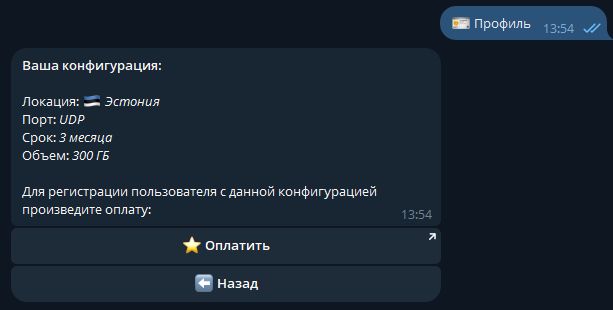 🪪 Профиль 13:54
Ваша конфигурация:
Локация: 🇪🇪 Эстония
Порт: UDP
Срок: 3 месяца
Объем: 300 ГБ
Для регистрации пользователя с данной конфигурацией
произведите оплату:
13:54
⭐ Оплатить
⬅️ Назад